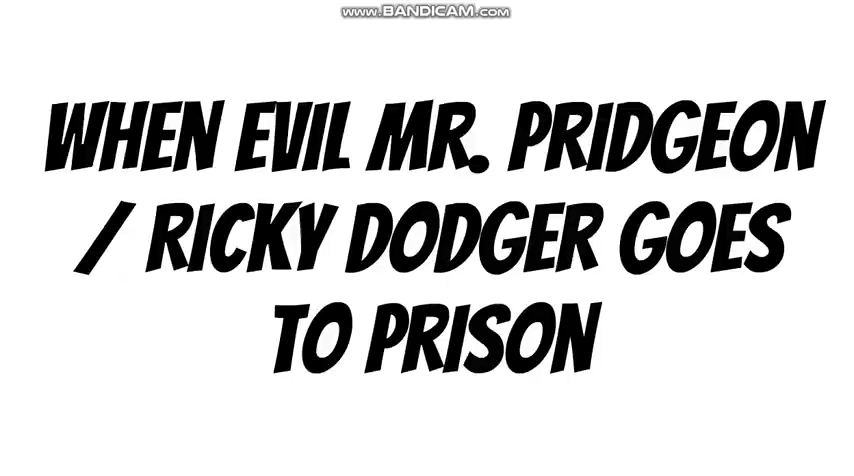 www.BANDICAM.com
WHEN EVIL MR. PRIDGEON
/ RICKY DODGER GOES
TO PRISON